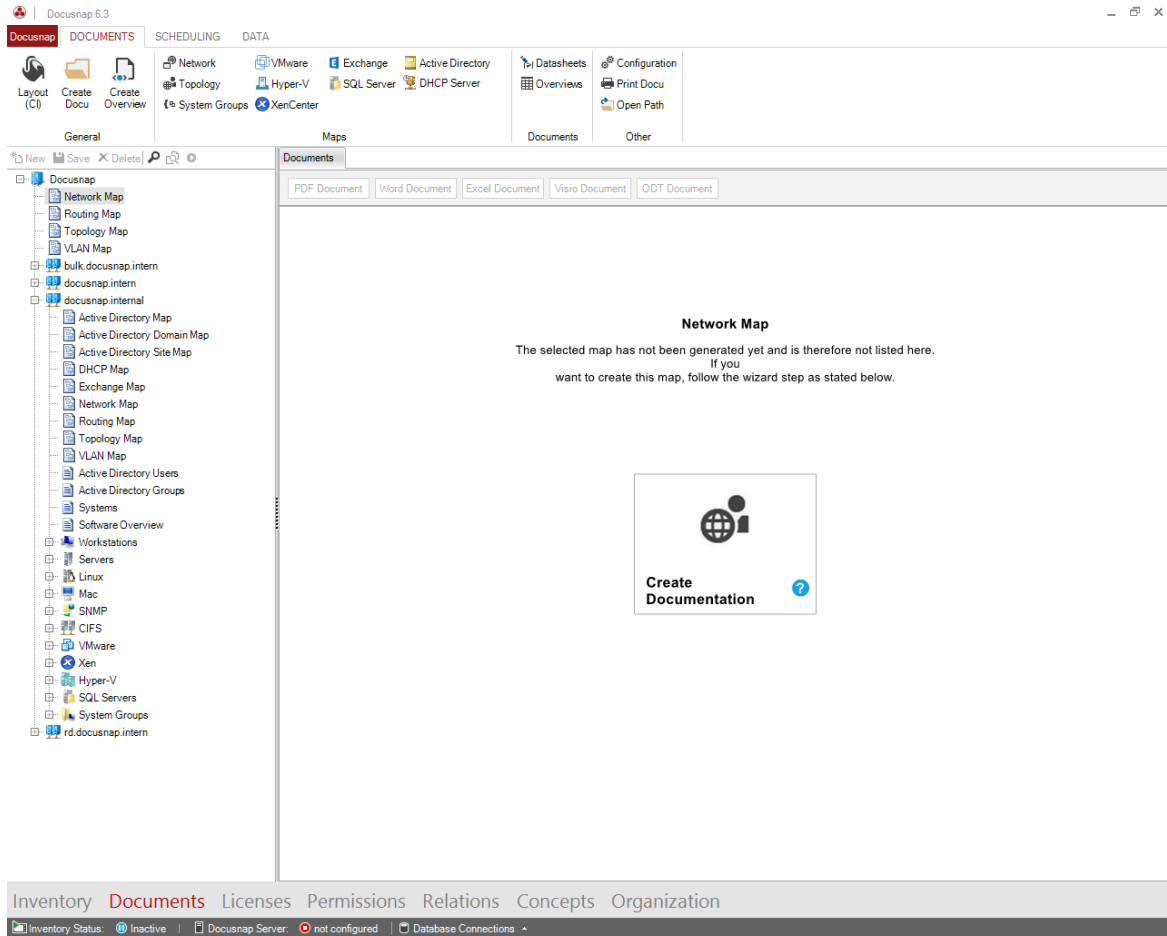 Docusnap 6.3
Docusnap DOCUMENTS SCHEDULING DATA
Network VMware Exchange Active Directory Datasheets Configuration
Topology Hyper-V SQL Server DHCP Server Overviews Print Docu
System Groups XenCenter Open Path
Layout (CI) Create Docu Create Overview
General Maps Documents Other
New Save Delete
Documents
PDF Document Word Document Excel Document Visio Document ODT Document
Docusnap
Network Map
Routing Map
Topology Map
VLAN Map
bulk.docusnap.intern
docusnap.intern
docusnap.internal
Active Directory Map
Active Directory Domain Map
Active Directory Site Map
DHCP Map
Exchange Map
Network Map
Routing Map
Topology Map
VLAN Map
Active Directory Users
Active Directory Groups
Systems
Software Overview
Workstations
Servers
Linux
Mac
SNMP
CIFS
VMware
Xen
Hyper-V
SQL Servers
System Groups
rd.docusnap.intern
Network Map
The selected map has not been generated yet and is therefore not listed here.
If you
want to create this map, follow the wizard step as stated below.
Create
Documentation
?
Inventory Documents Licenses Permissions Relations Concepts Organization
Inventory Status: Inactive | Docusnap Server: not configured | Database Connections